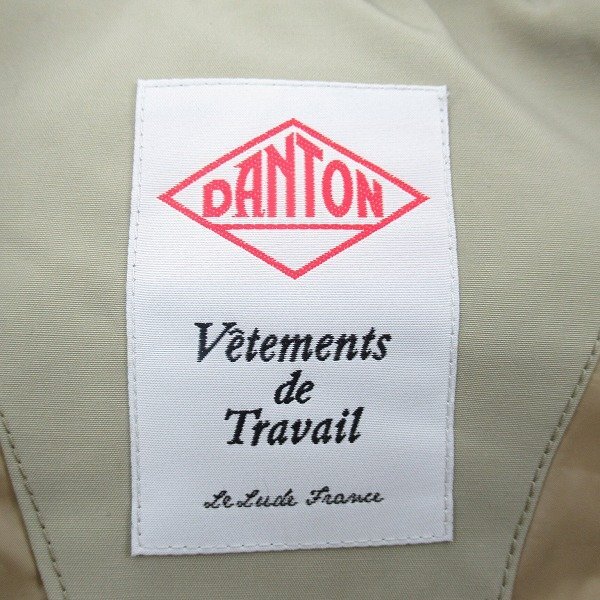 DANTON
Vêtements
de
Travail
Le Lude France